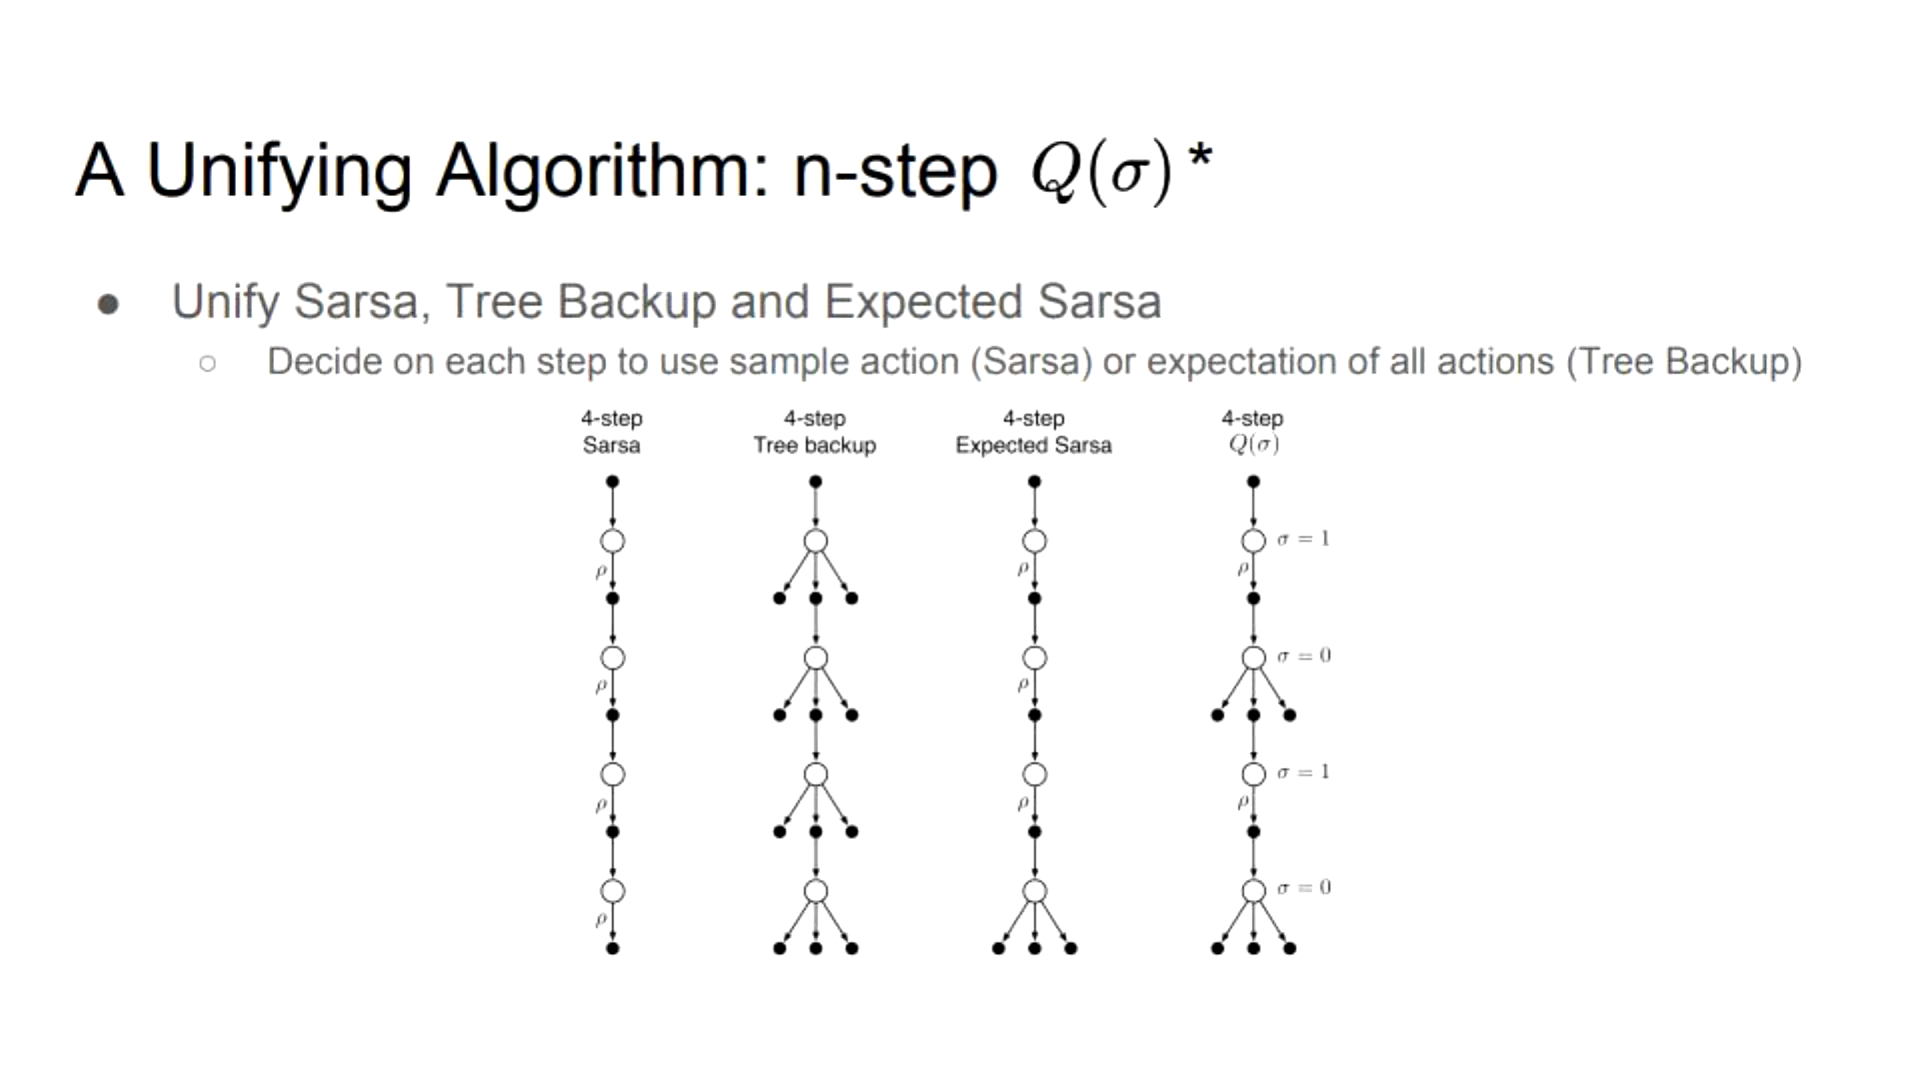 A Unifying Algorithm: n-step Q(σ)*
● Unify Sarsa, Tree Backup and Expected Sarsa
○ Decide on each step to use sample action (Sarsa) or expectation of all actions (Tree Backup)
4-step
Sarsa
4-step
Tree backup
4-step
Expected Sarsa
4-step
Q(σ)
σ = 1
ρ ρ ρ
σ = 0
ρ ρ
σ = 1
ρ ρ ρ
σ = 0
ρ